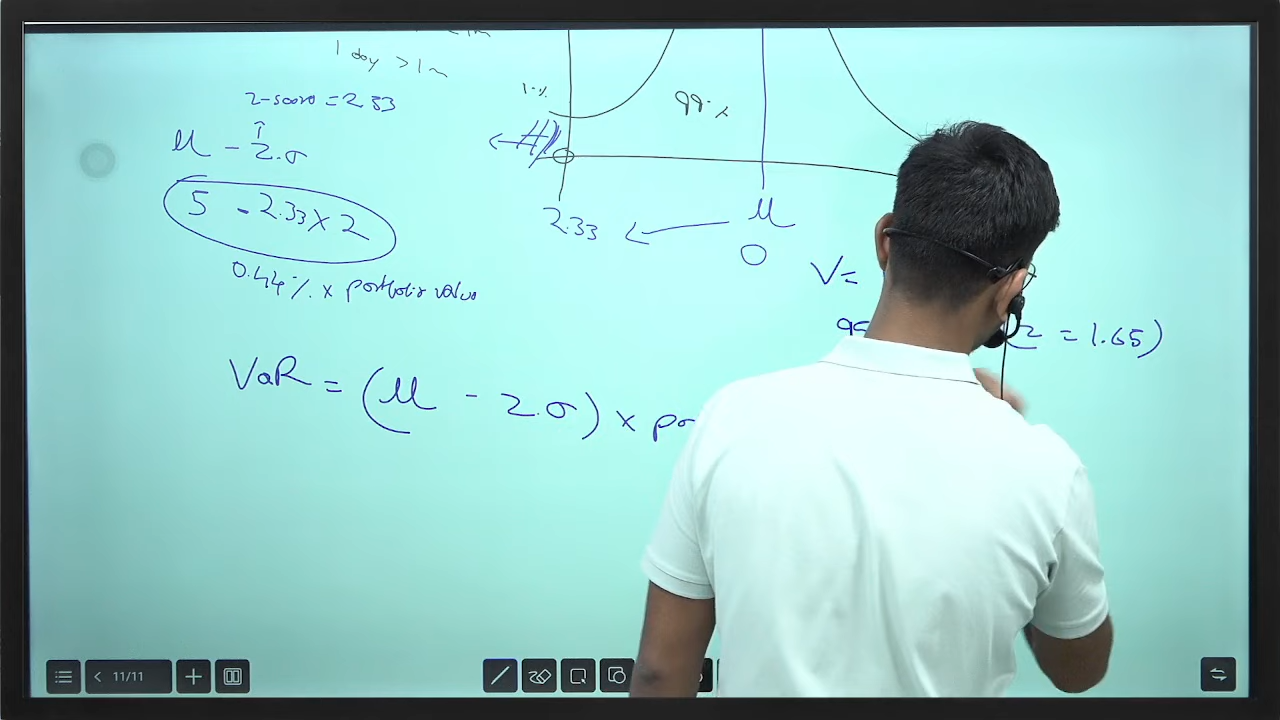 1 day > 1m
z-score = 2.33
1%
99%
μ - z.σ
5 - 2.33 x 2
2.33
μ
0
0.44% x portfolio value
V=
(z = 1.65)
VaR = (μ - z.σ) x po
11/11